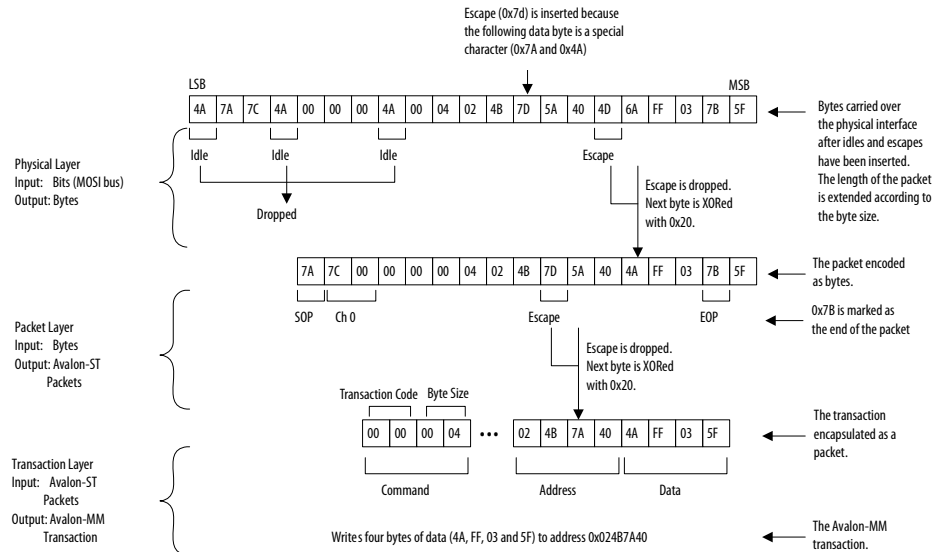 Escape (0x7d) is inserted because
the following data byte is a special
character (0x7A and 0x4A)
LSB
MSB
4A 7A 7C 4A 00 00 00 4A 00 04 02 4B 7D 5A 40 4D 6A FF 03 7B 5F
Bytes carried over
the physical interface
after idles and escapes
have been inserted.
The length of the packet
is extended according to
the byte size.
Physical Layer
Input: Bits (MOSI bus)
Output: Bytes
Idle
Idle
Idle
Escape
Dropped
Escape is dropped.
Next byte is XORed
with 0x20.
7A 7C 00 00 00 00 04 02 4B 7D 5A 40 4A FF 03 7B 5F
The packet encoded
as bytes.
SOP
Ch 0
Escape
EOP
0x7B is marked as
the end of the packet
Packet Layer
Input: Bytes
Output: Avalon-ST
Packets
Escape is dropped.
Next byte is XORed
with 0x20.
Transaction Code
Byte Size
00 00 00 04 ••• 02 4B 7A 40 4A FF 03 5F
The transaction
encapsulated as a
packet.
Command
Address
Data
Transaction Layer
Input: Avalon-ST
Packets
Output: Avalon-MM
Transaction
Writes four bytes of data (4A, FF, 03 and 5F) to address 0x024B7A40
The Avalon-MM
transaction.